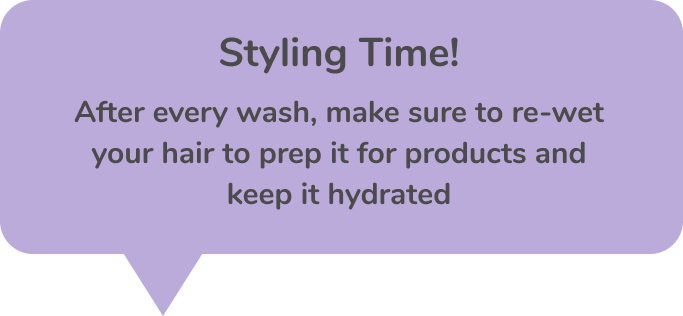 Styling Time!
After every wash, make sure to re-wet
your hair to prep it for products and
keep it hydrated